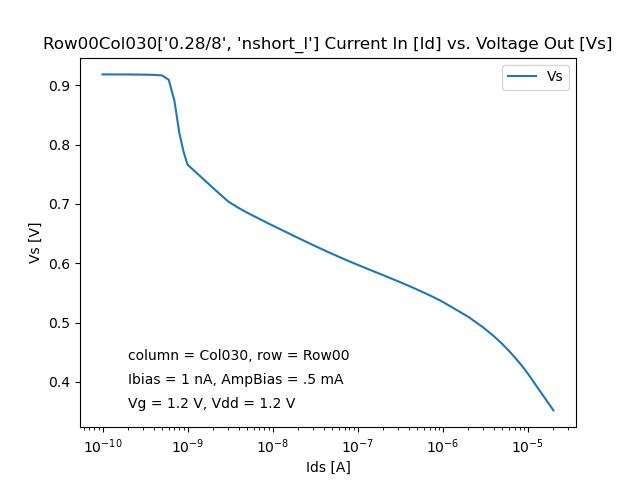 Row00Col030['0.28/8', 'nshort_l'] Current In [Id] vs. Voltage Out [Vs]
Vs
0.9
0.8
0.7
0.6
0.5
0.4
Vs [V]
column = Col030, row = Row00
Ibias = 1 nA, AmpBias = .5 mA
Vg = 1.2 V, Vdd = 1.2 V
10⁻¹⁰ 10⁻⁹ 10⁻⁸ 10⁻⁷ 10⁻⁶ 10⁻⁵
Ids [A]